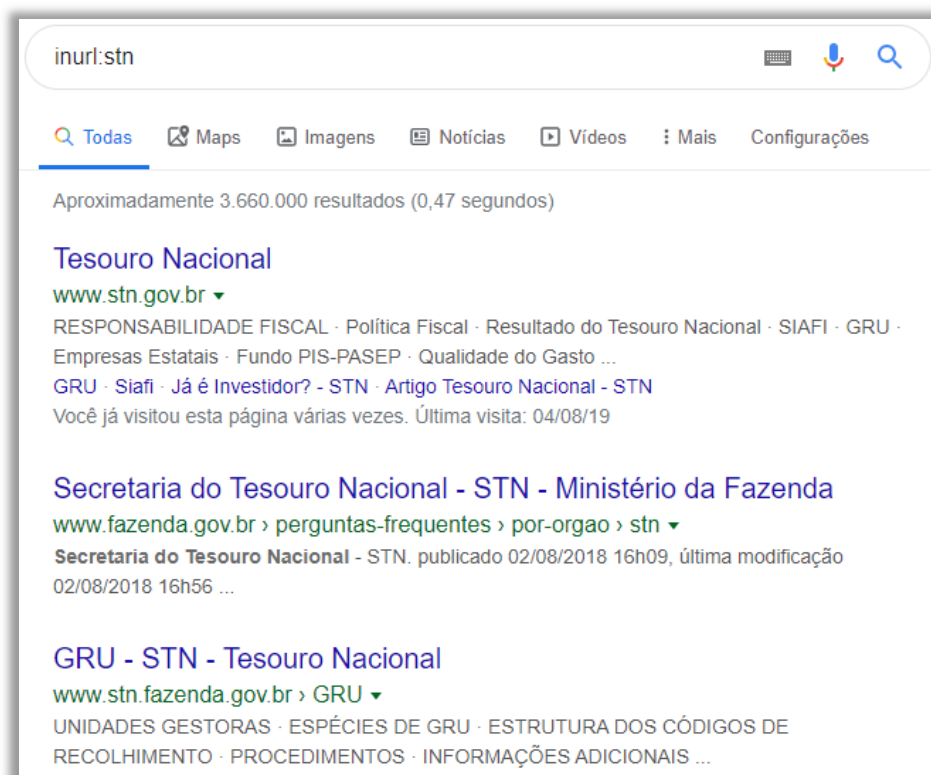 inurl:stn
Todas Maps Imagens Notícias Vídeos Mais Configurações
Aproximadamente 3.660.000 resultados (0,47 segundos)
Tesouro Nacional
www.stn.gov.br
RESPONSABILIDADE FISCAL · Política Fiscal · Resultado do Tesouro Nacional · SIAFI · GRU ·
Empresas Estatais · Fundo PIS-PASEP · Qualidade do Gasto ...
GRU · Siafi · Já é Investidor? - STN · Artigo Tesouro Nacional - STN
Você já visitou esta página várias vezes. Última visita: 04/08/19
Secretaria do Tesouro Nacional - STN - Ministério da Fazenda
www.fazenda.gov.br › perguntas-frequentes › por-orgao › stn
Secretaria do Tesouro Nacional - STN. publicado 02/08/2018 16h09, última modificação
02/08/2018 16h56 ...
GRU - STN - Tesouro Nacional
www.stn.fazenda.gov.br › GRU
UNIDADES GESTORAS · ESPÉCIES DE GRU · ESTRUTURA DOS CÓDIGOS DE
RECOLHIMENTO · PROCEDIMENTOS · INFORMAÇÕES ADICIONAIS ...